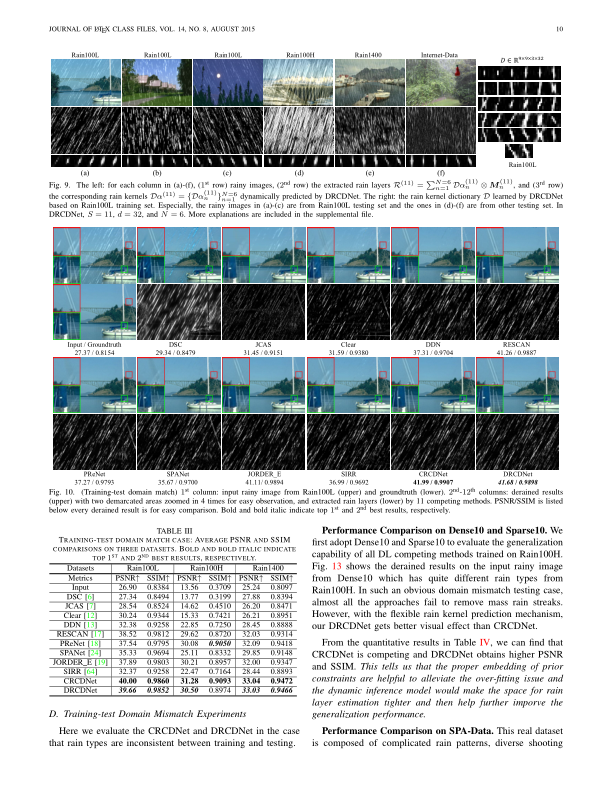 JOURNAL OF LATEX CLASS FILES, VOL. 14, NO. 8, AUGUST 2015 10
Rain100L Rain100L Rain100L Rain100H Rain1400 Internet-Data
D ∈ R^{9×9×3×32}
Rain100L
(a) (b) (c) (d) (e) (f)
Fig. 9. The left: for each column in (a)-(f), (1st row) rainy images, (2nd row) the extracted rain layers R^{(11)} = ∑_{n=1}^{N=6} Dα_n^{(11)} ⊗ M_n^{(11)}, and (3rd row)
the corresponding rain kernels Dα^{(11)} = {Dα_n^{(11)}}_{n=1}^{N=6} dynamically predicted by DRCDNet. The right: the rain kernel dictionary D learned by DRCDNet
based on Rain100L training set. Especially, the rainy images in (a)-(c) are from Rain100L testing set and the ones in (d)-(f) are from other testing set. In
DRCDNet, S = 11, d = 32, and N = 6. More explanations are included in the supplemental file.
Input / Groundtruth DSC JCAS Clear DDN RESCAN
27.37 / 0.8154 29.34 / 0.8479 31.45 / 0.9151 31.59 / 0.9380 37.31 / 0.9704 41.26 / 0.9887
PReNet SPANet JORDER_E SIRR CRCDNet DRCDNet
37.27 / 0.9793 35.67 / 0.9700 41.11 / 0.9894 36.99 / 0.9692 41.99 / 0.9907 41.68 / 0.9898
Fig. 10. (Training-test domain match) 1st column: input rainy image from Rain100L (upper) and groundtruth (lower). 2nd-12th columns: derained results
(upper) with two demarcated areas zoomed in 4 times for easy observation, and extracted rain layers (lower) by 11 competing methods. PSNR/SSIM is listed
below every derained result for easy comparison. Bold and bold italic indicate top 1st and 2nd best results, respectively.
TABLE III
TRAINING-TEST DOMAIN MATCH CASE: AVERAGE PSNR AND SSIM
COMPARISONS ON THREE DATASETS. BOLD AND BOLD ITALIC INDICATE
TOP 1ST AND 2ND BEST RESULTS, RESPECTIVELY.
Datasets Rain100L Rain100H Rain1400
Metrics PSNR↑ SSIM↑ PSNR↑ SSIM↑ PSNR↑ SSIM↑
Input 26.90 0.8384 13.56 0.3709 25.24 0.8097
DSC [6] 27.34 0.8494 13.77 0.3199 27.88 0.8394
JCAS [7] 28.54 0.8524 14.62 0.4510 26.20 0.8471
Clear [12] 30.24 0.9344 15.33 0.7421 26.21 0.8951
DDN [13] 32.38 0.9258 22.85 0.7250 28.45 0.8888
RESCAN [17] 38.52 0.9812 29.62 0.8720 32.03 0.9314
PReNet [18] 37.54 0.9795 30.08 0.9050 32.09 0.9418
SPANet [24] 35.33 0.9694 25.11 0.8332 29.85 0.9148
JORDER_E [19] 37.89 0.9803 30.21 0.8957 32.00 0.9347
SIRR [64] 32.37 0.9258 22.47 0.7164 28.44 0.8893
CRCDNet 40.00 0.9860 31.28 0.9093 33.04 0.9472
DRCDNet 39.66 0.9852 30.50 0.8974 33.03 0.9466
D. Training-test Domain Mismatch Experiments
Here we evaluate the CRCDNet and DRCDNet in the case
that rain types are inconsistent between training and testing.
Performance Comparison on Dense10 and Sparse10. We
first adopt Dense10 and Sparse10 to evaluate the generalization
capability of all DL competing methods trained on Rain100H.
Fig. 13 shows the derained results on the input rainy image
from Dense10 which has quite different rain types from
Rain100H. In such an obvious domain mismatch testing case,
almost all the approaches fail to remove mass rain streaks.
However, with the flexible rain kernel prediction mechanism,
our DRCDNet gets better visual effect than CRCDNet.
From the quantitative results in Table IV, we can find that
CRCDNet is competing and DRCDNet obtains higher PSNR
and SSIM. This tells us that the proper embedding of prior
constraints are helpful to alleviate the over-fitting issue and
the dynamic inference model would make the space for rain
layer estimation tighter and then help further imporve the
generalization performance.
Performance Comparison on SPA-Data. This real dataset
is composed of complicated rain patterns, diverse shooting